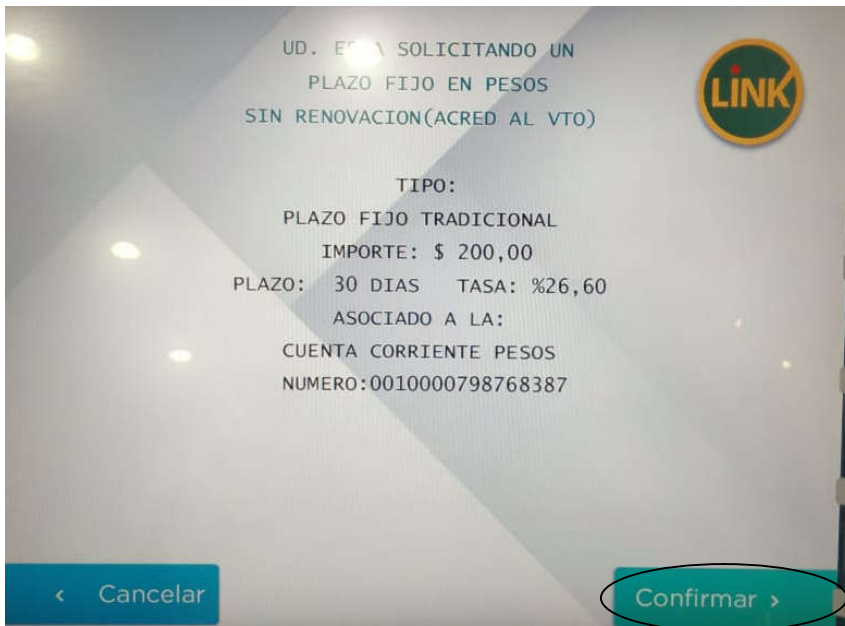 UD. ESTA SOLICITANDO UN
PLAZO FIJO EN PESOS
SIN RENOVACION(ACRED AL VTO)
LINK
TIPO:
PLAZO FIJO TRADICIONAL
IMPORTE: $ 200,00
PLAZO: 30 DIAS TASA: %26,60
ASOCIADO A LA:
CUENTA CORRIENTE PESOS
NUMERO:0010000798768387
< Cancelar
Confirmar >